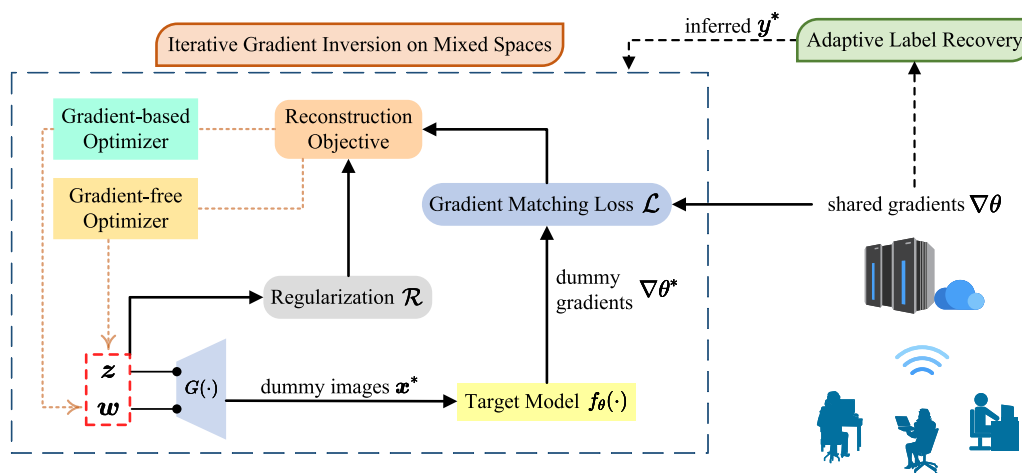 Iterative Gradient Inversion on Mixed Spaces
inferred y*
Adaptive Label Recovery
Gradient-based
Optimizer
Reconstruction
Objective
Gradient-free
Optimizer
Gradient Matching Loss ℒ
shared gradients ∇θ
Regularization ℛ
dummy
gradients ∇θ*
z
w
G(·)
dummy images x*
Target Model f_θ(·)